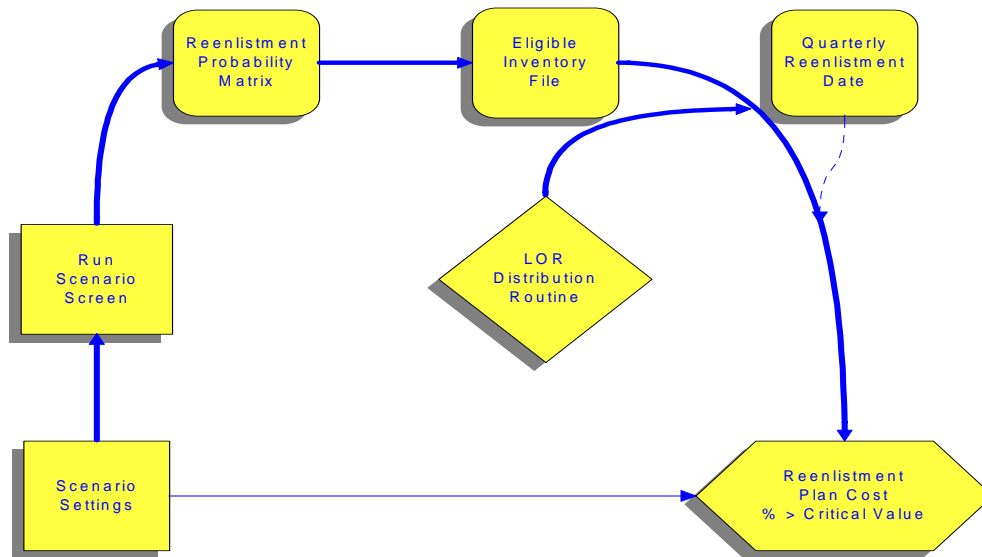 Reenlistment
Probability
Matrix
Eligible
Inventory
File
Quarterly
Reenlistment
Date
Run
Scenario
Screen
LOR
Distribution
Routine
Scenario
Settings
Reenlistment
Plan Cost
% > Critical Value